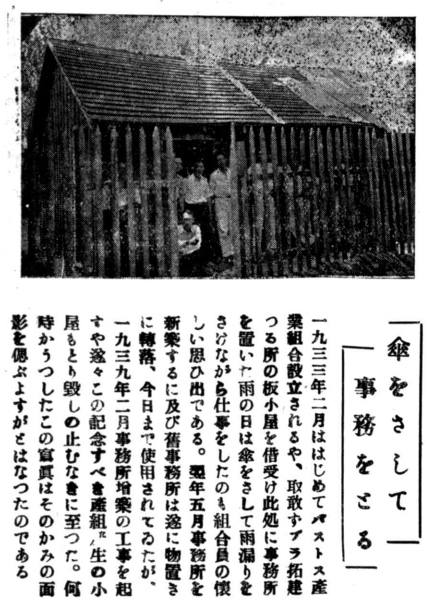 傘をさして
事務をとる
一九三三年二月はじめてバストス産
業組合設立されるや、取敢ずブラ拓建
つる所の板小屋を借受け此処に事務所
を置いた雨の日は傘をさして雨漏りを
さけながら仕事をしたのも組合員の懐
しい思ひ出である。翌年五月事務所を
新築するに及び舊事務所は遂に物置き
に轉落、今日まで使用されてゐたが、
一九三九年二月事務所増築の工事を起
すや遂々この記念すべき産組生の小
屋もとり毀しの止むなきに至つた。何
時かうつしたこの寫眞はそのかみの面
影を偲ぶよすがとはなつたのである